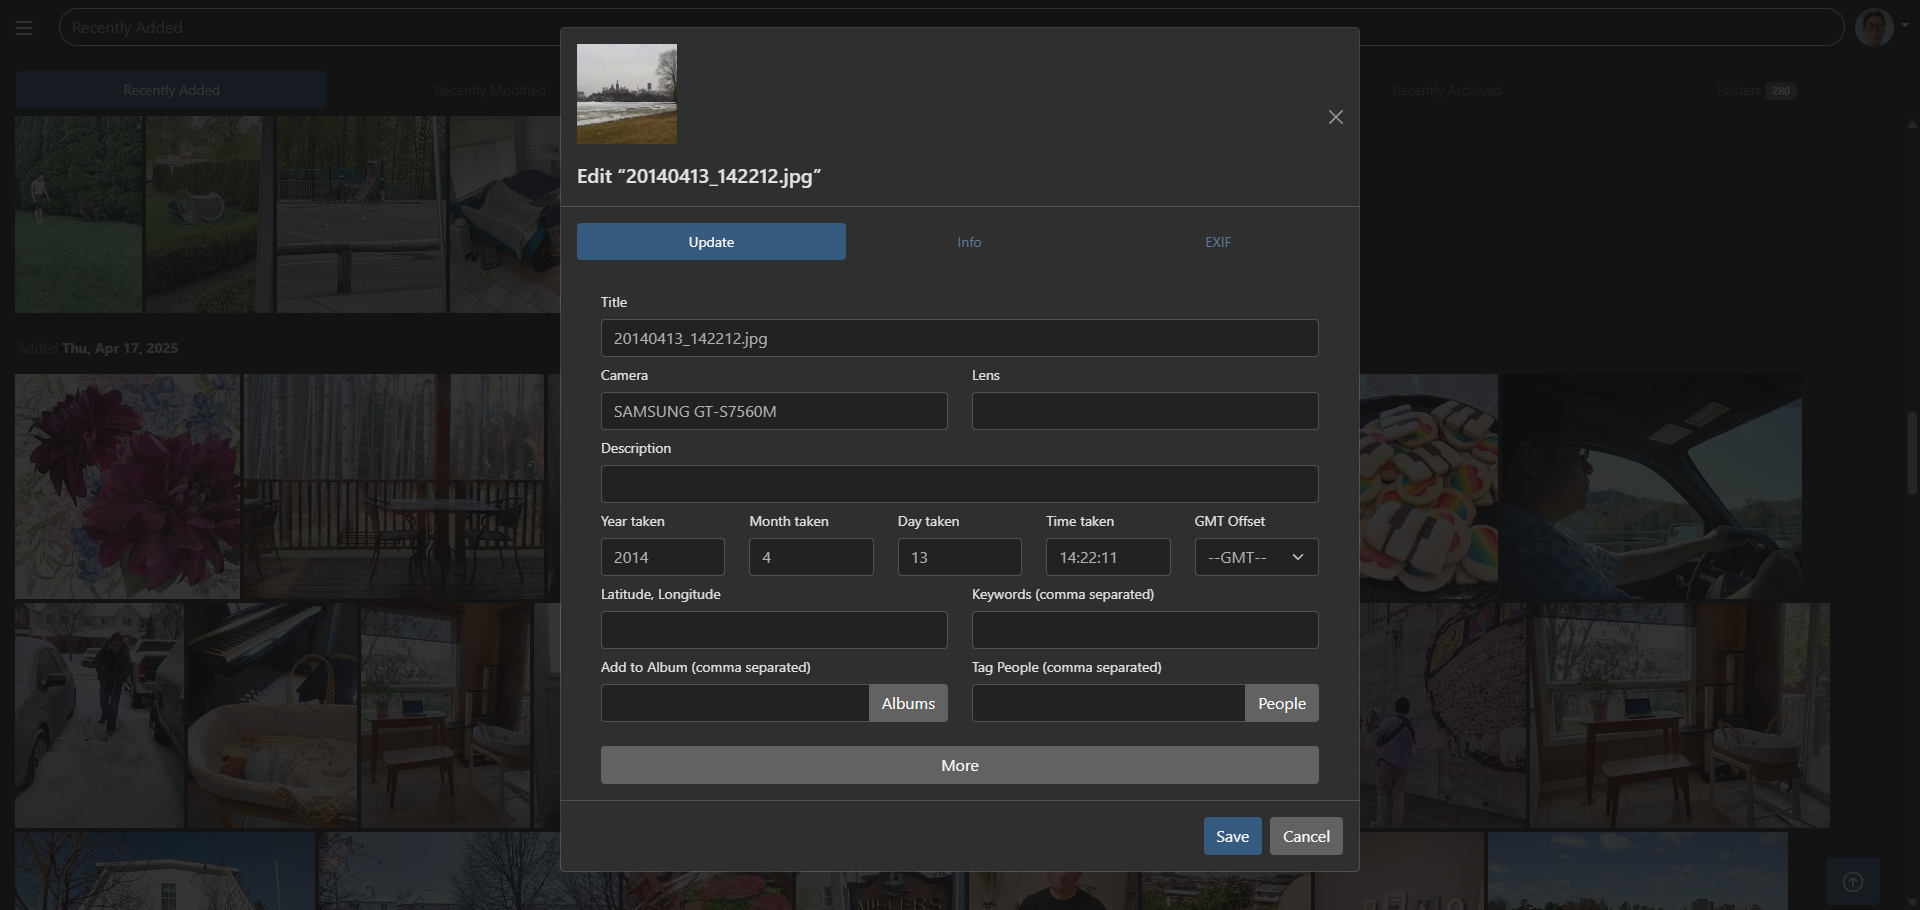 Recently Added
Recently Added
Recently Modified
Recently Archived
Folders 280
Added Thu, Apr 17, 2025
Edit “20140413_142212.jpg”
Update
Info
EXIF
Title
20140413_142212.jpg
Camera
Lens
SAMSUNG GT-S7560M
Description
Year taken
Month taken
Day taken
Time taken
GMT Offset
2014
4
13
14:22:11
--GMT--
Latitude, Longitude
Keywords (comma separated)
Add to Album (comma separated)
Tag People (comma separated)
Albums
People
More
Save
Cancel
MILLERS